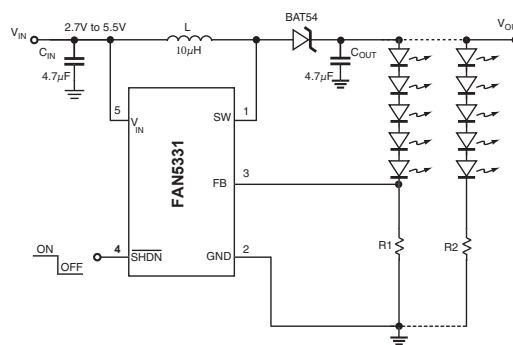 BAT54
V_IN
2.7V to 5.5V
L
V_OU
C_IN
10μH
C_OUT
4.7μF
4.7μF
5
V_IN
SW
1
FAN5331
FB
3
ON
OFF
4
SHDN
GND
2
R1
R2